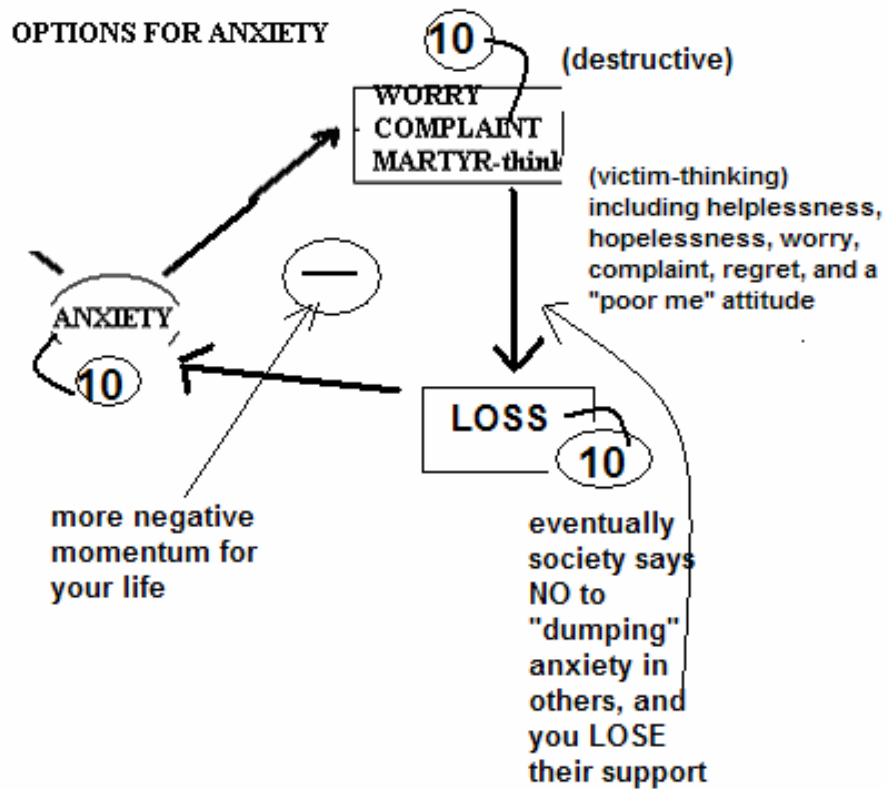 OPTIONS FOR ANXIETY
10
(destructive)
WORRY
COMPLAINT
MARTYR-think
(victim-thinking)
including helplessness,
hopelessness, worry,
complaint, regret, and a
"poor me" attitude
—
ANXIETY
10
LOSS
10
more negative
momentum for
your life
eventually
society says
NO to
"dumping"
anxiety in
others, and
you LOSE
their support